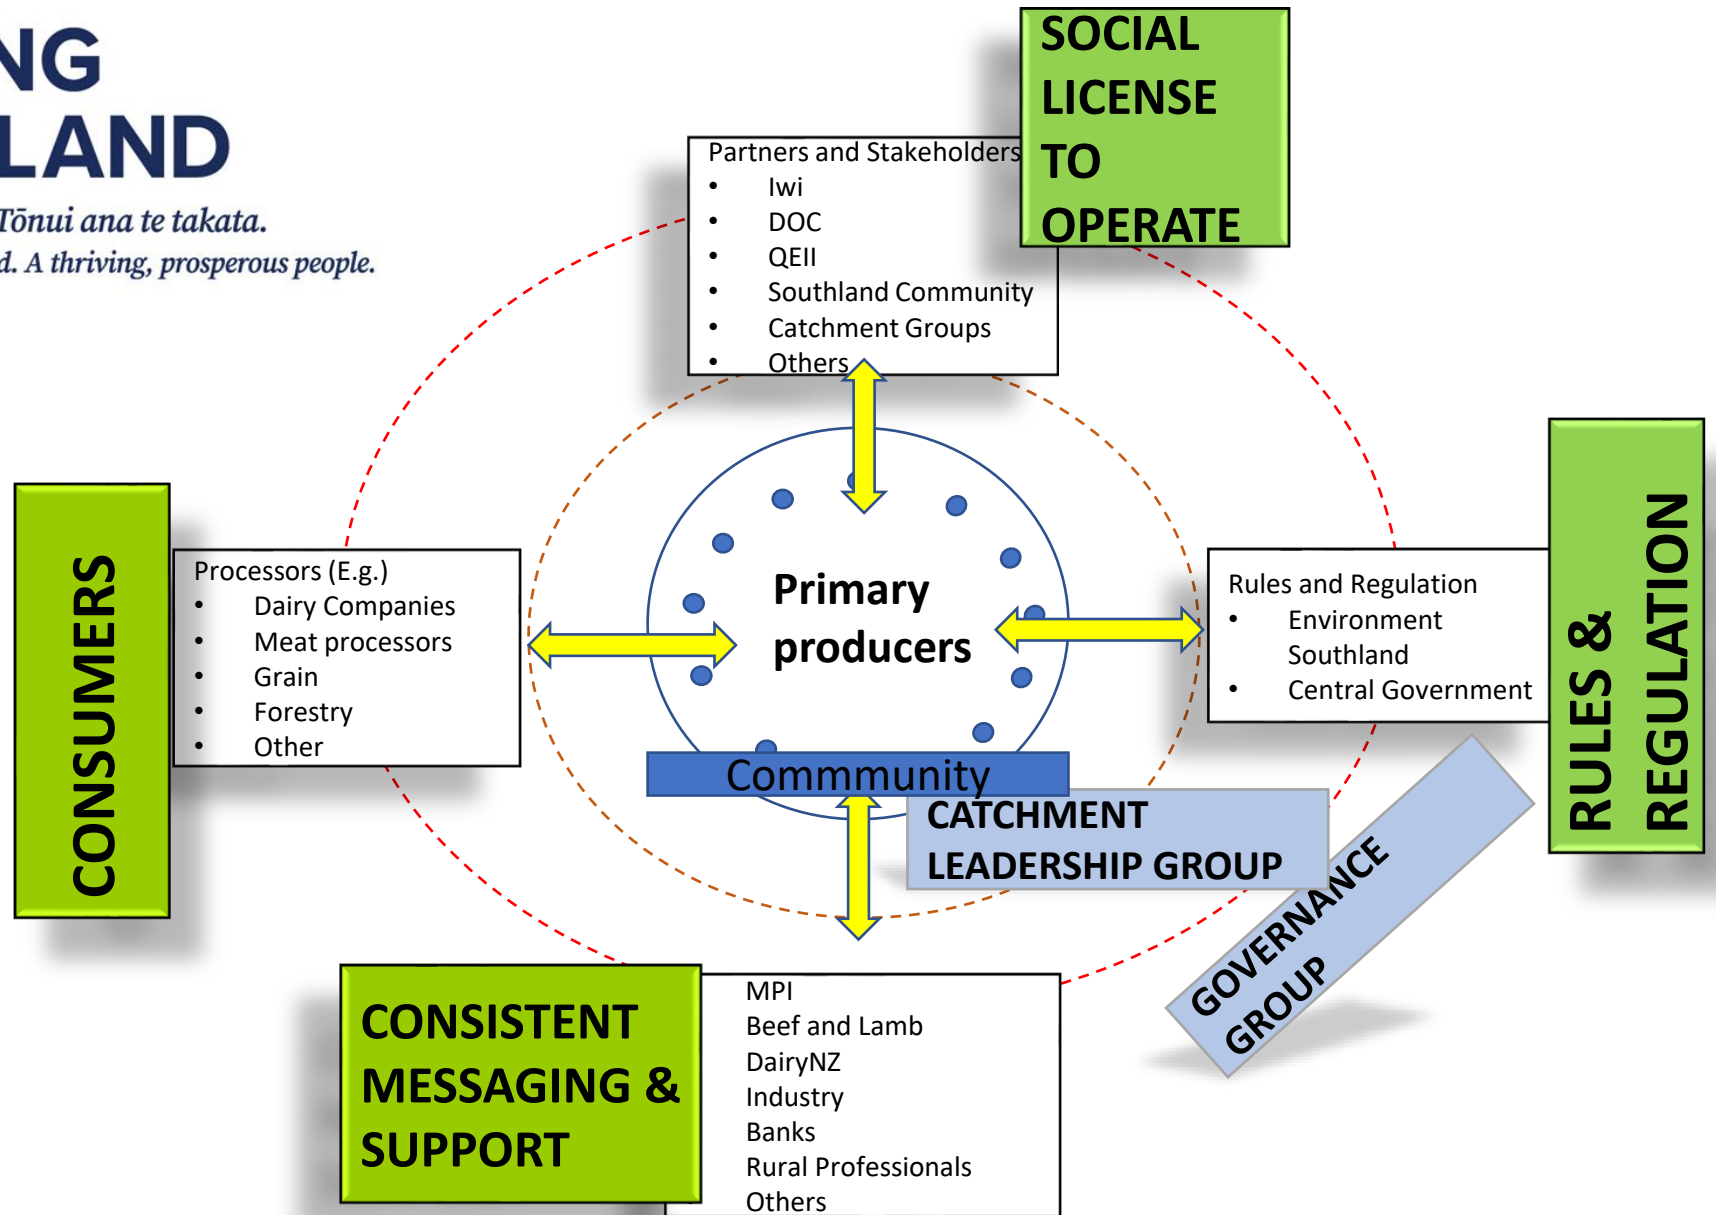 NG
LAND
Tōnui ana te takata.
d. A thriving, prosperous people.
SOCIAL
LICENSE
TO
OPERATE
Partners and Stakeholders
• Iwi
• DOC
• QEII
• Southland Community
• Catchment Groups
• Others
CONSUMERS
Processors (E.g.)
• Dairy Companies
• Meat processors
• Grain
• Forestry
• Other
Primary
producers
Rules and Regulation
• Environment
Southland
• Central Government
RULES &
REGULATION
Commmunity
CATCHMENT
LEADERSHIP GROUP
GOVERNANCE
GROUP
CONSISTENT
MESSAGING &
SUPPORT
MPI
Beef and Lamb
DairyNZ
Industry
Banks
Rural Professionals
Others